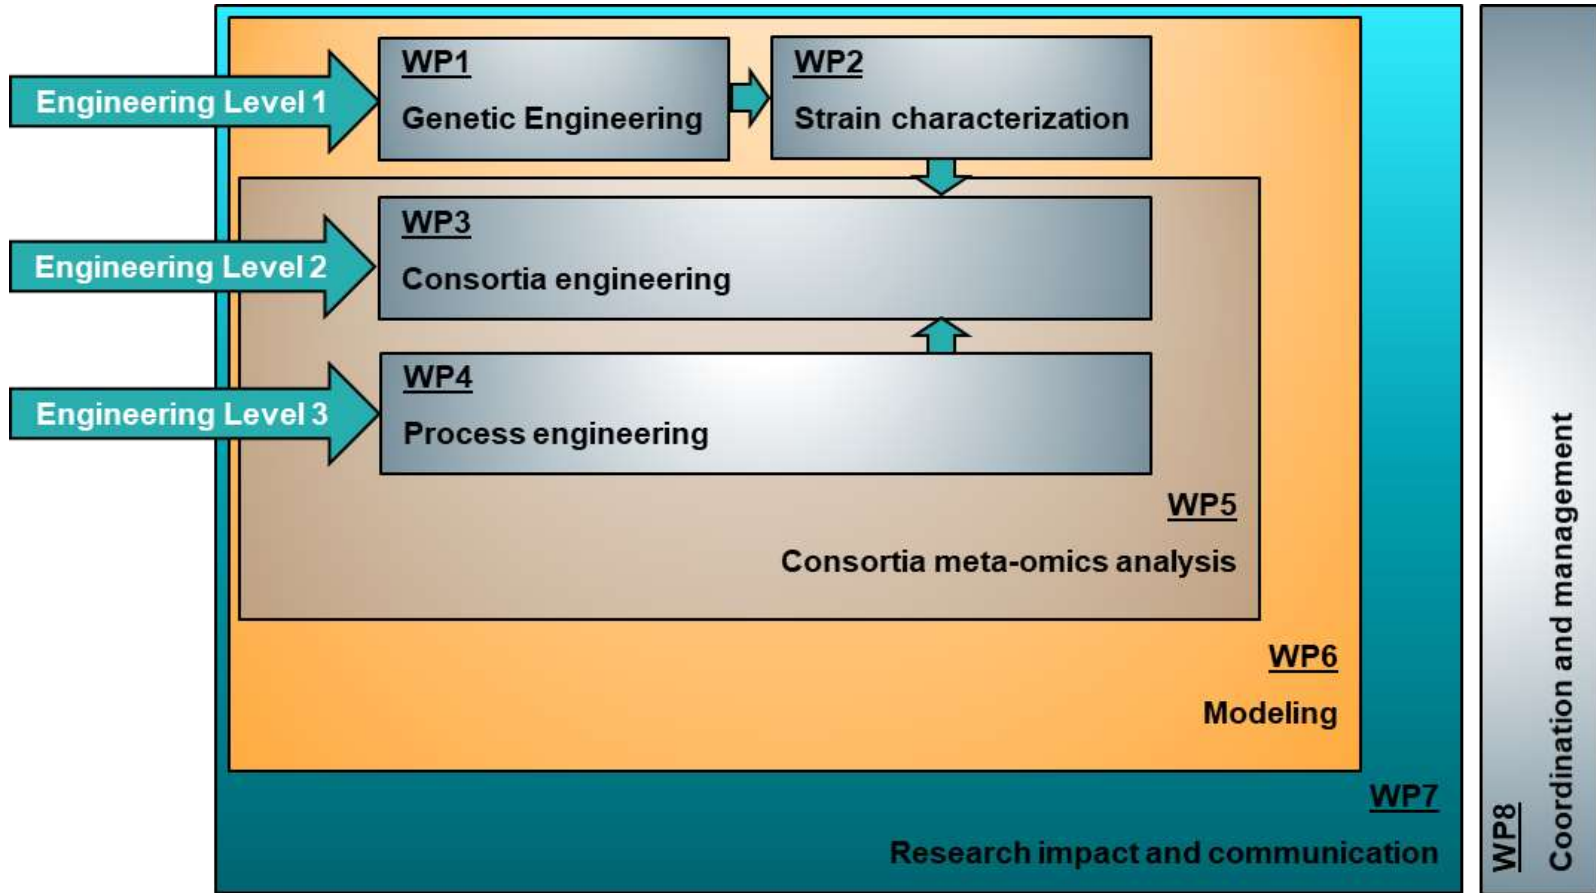 Engineering Level 1
WP1
Genetic Engineering
WP2
Strain characterization
Engineering Level 2
WP3
Consortia engineering
Engineering Level 3
WP4
Process engineering
WP5
Consortia meta-omics analysis
WP6
Modeling
WP7
Research impact and communication
WP8
Coordination and management